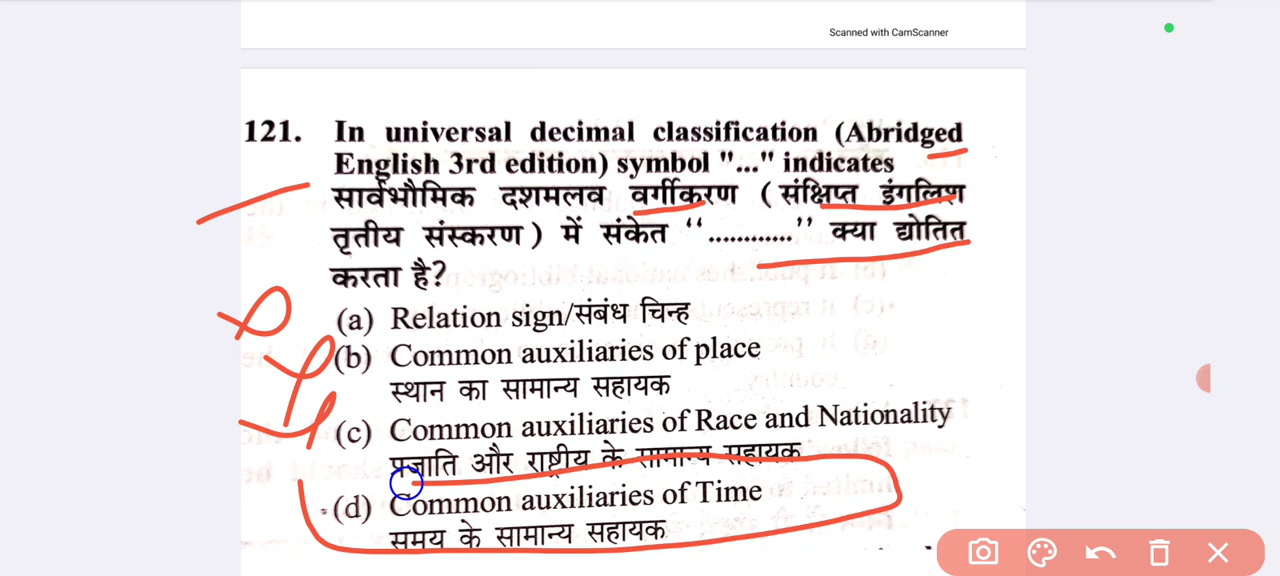 Scanned with CamScanner
121. In universal decimal classification (Abridged
English 3rd edition) symbol "..." indicates
सार्वभौमिक दशमलव वर्गीकरण ( संक्षिप्त इंगलिश
तृतीय संस्करण ) में संकेत ‘‘.............’’ क्या द्योतित
करता है?
(a) Relation sign/संबंध चिन्ह
(b) Common auxiliaries of place
स्थान का सामान्य सहायक
(c) Common auxiliaries of Race and Nationality
प्रजाति और राष्ट्रीय के सामान्य सहायक
(d) Common auxiliaries of Time
समय के सामान्य सहायक